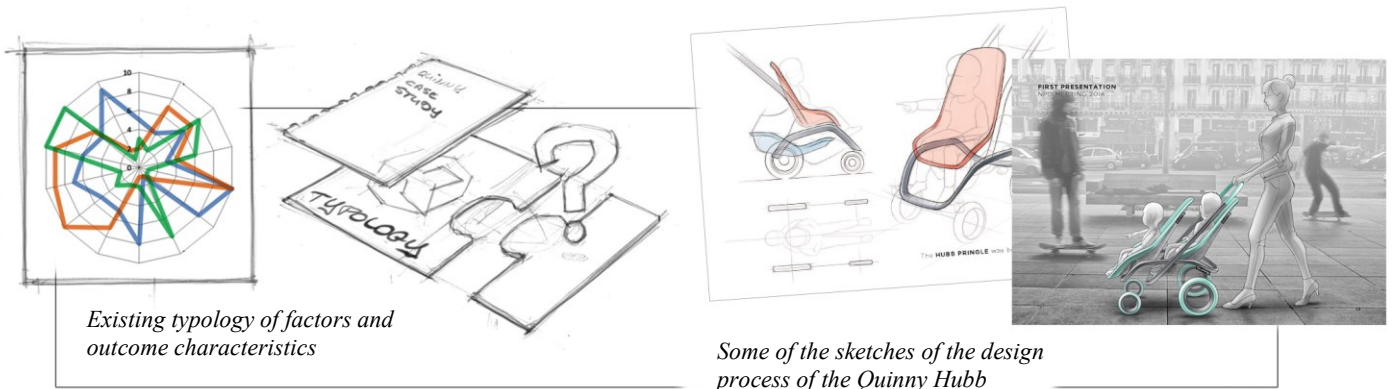 10
8
6
4
2
0
QUINNY
CASE
STUDY
TYPOLOGY
?
Existing typology of factors and
outcome characteristics
The HUBB PRINGLE was
FIRST PRESENTATION
2014
Some of the sketches of the design
process of the Quinny Hubb